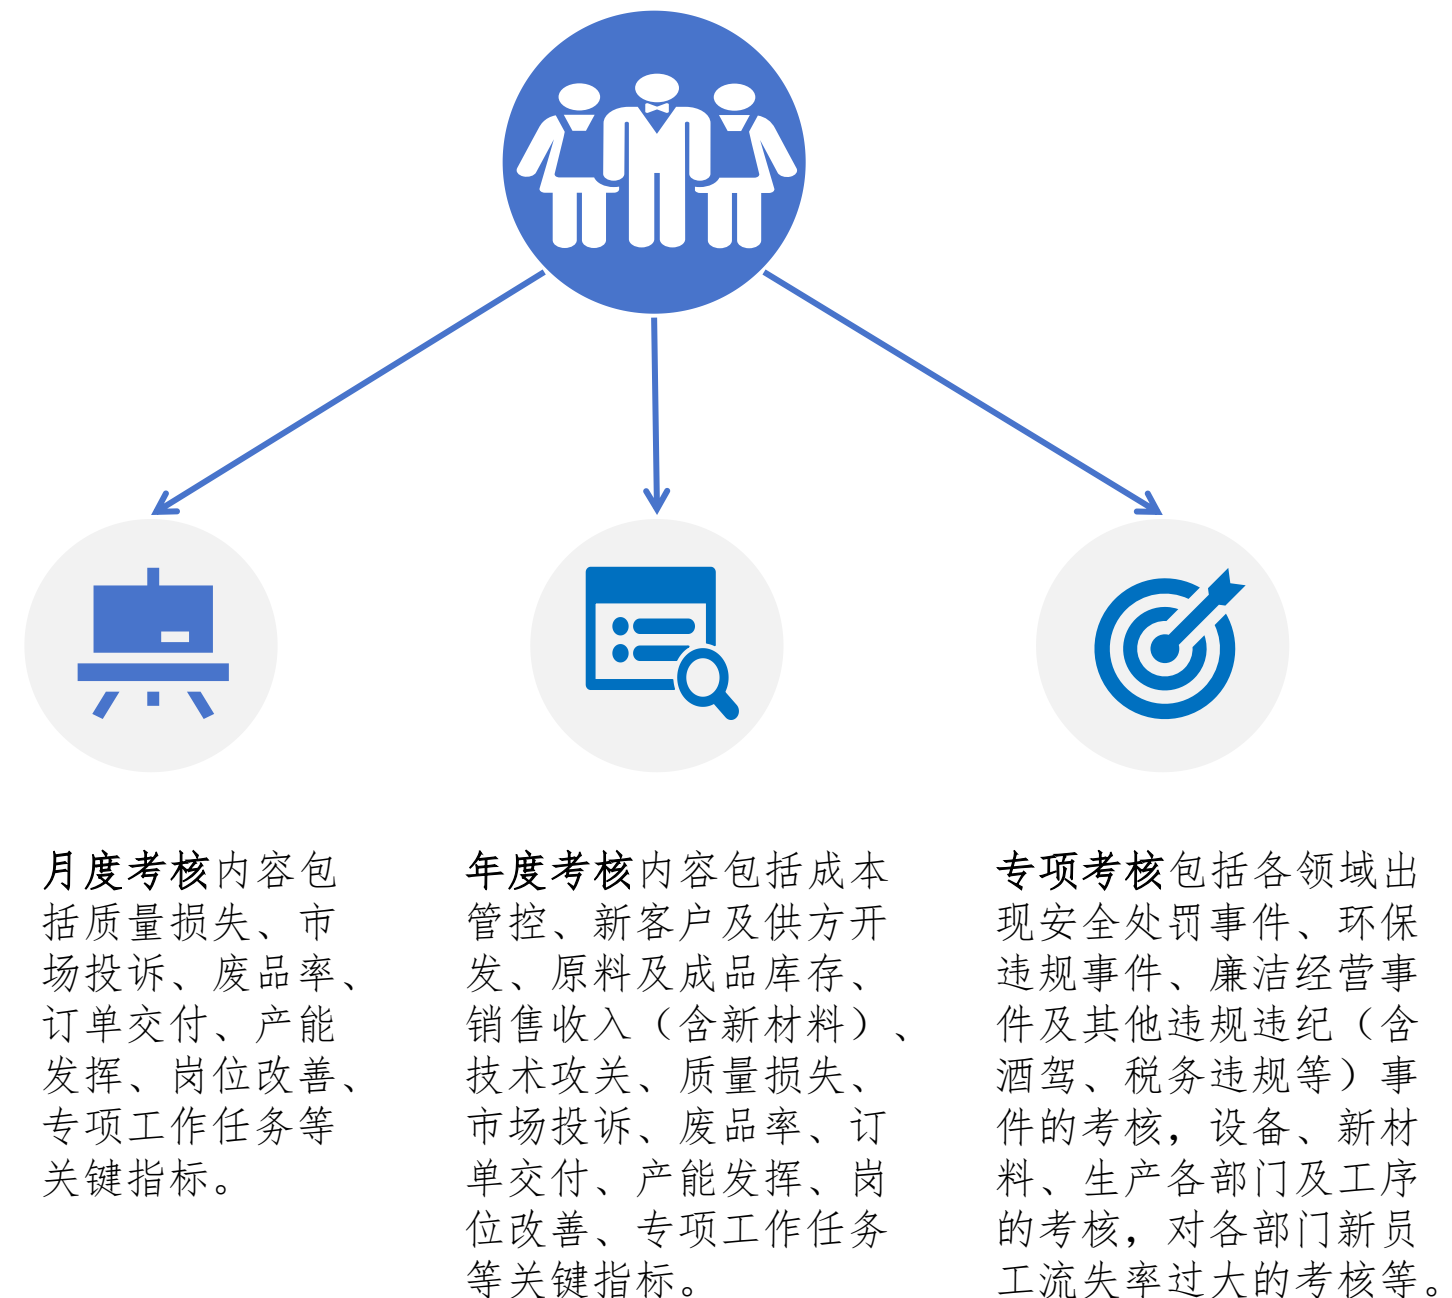 月度考核内容包
括质量损失、市
场投诉、废品率、
订单交付、产能
发挥、岗位改善、
专项工作任务等
关键指标。
年度考核内容包括成本
管控、新客户及供方开
发、原料及成品库存、
销售收入（含新材料）、
技术攻关、质量损失、
市场投诉、废品率、订
单交付、产能发挥、岗
位改善、专项工作任务
等关键指标。
专项考核包括各领域出
现安全处罚事件、环保
违规事件、廉洁经营事
件及其他违规违纪（含
酒驾、税务违规等）事
件的考核，设备、新材
料、生产各部门及工序
的考核，对各部门新员
工流失率过大的考核等。